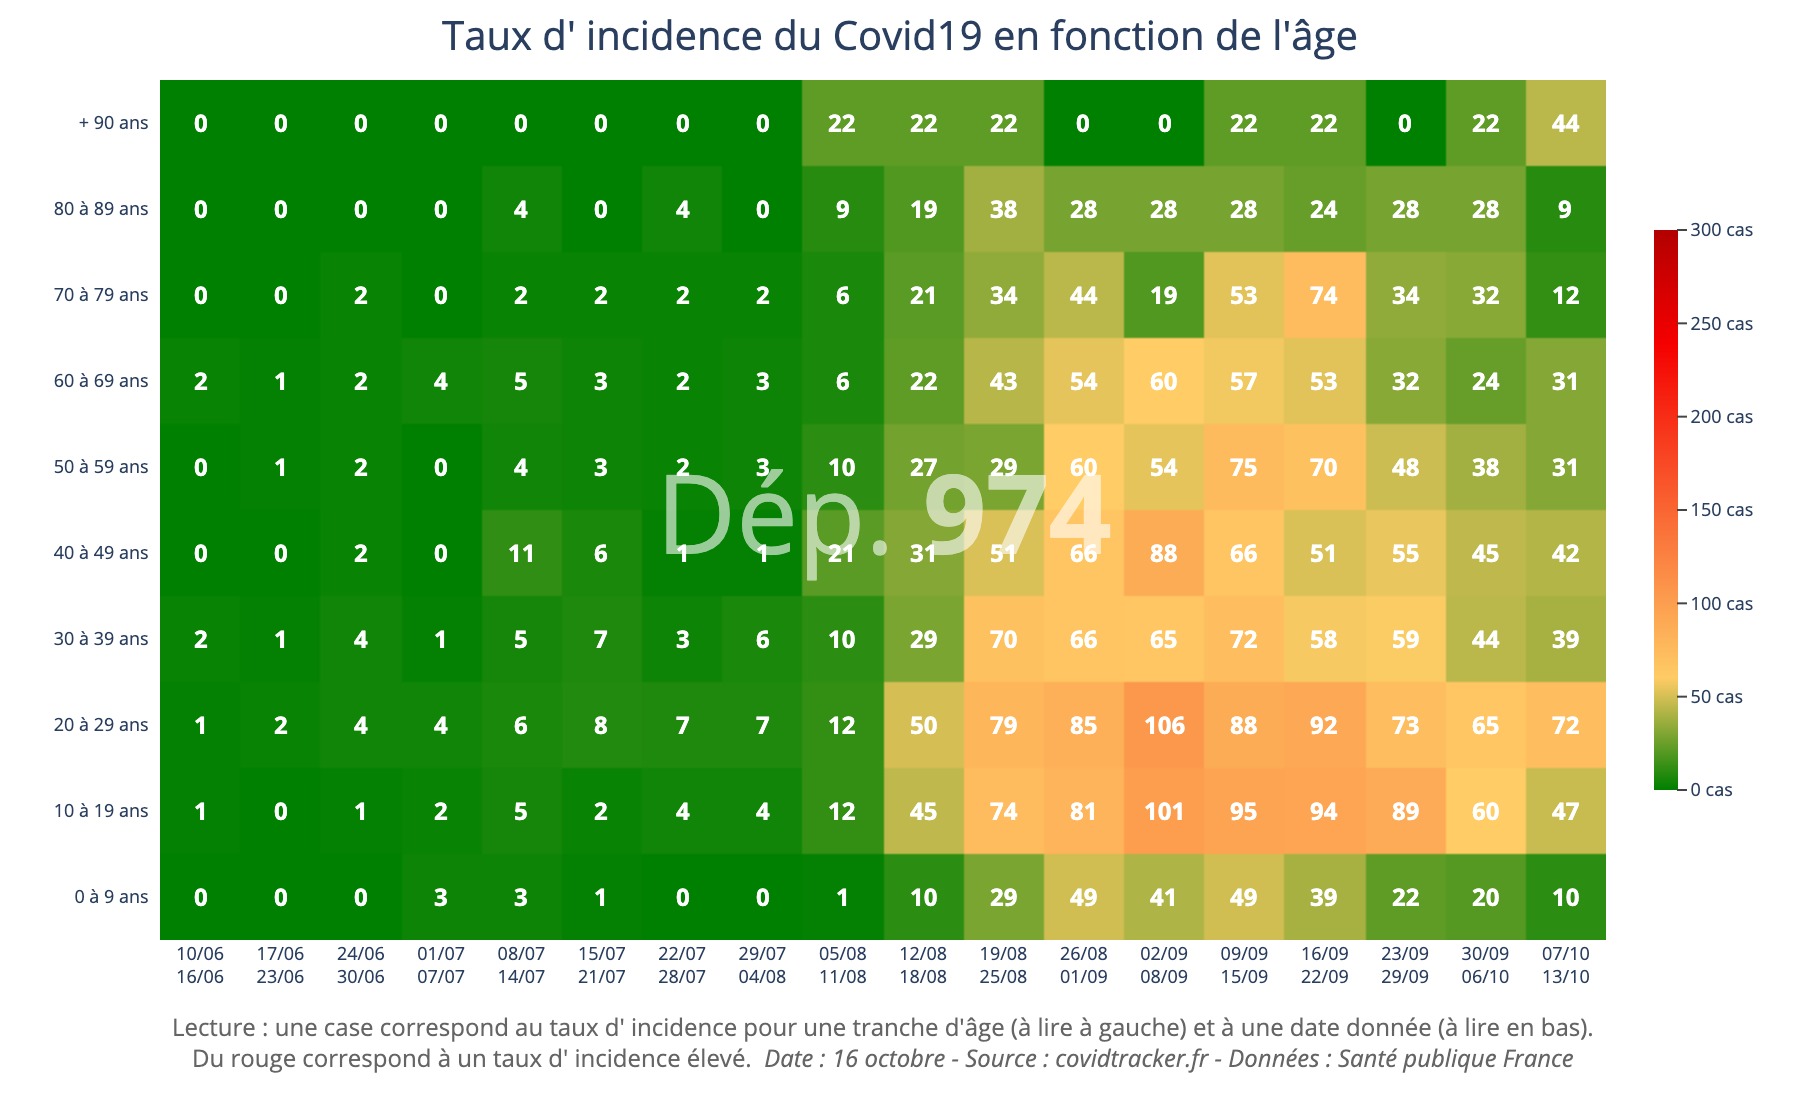 Taux d' incidence du Covid19 en fonction de l'âge
+ 90 ans 0 0 0 0 0 0 0 0 22 22 22 0 0 22 22 0 22 44
80 à 89 ans 0 0 0 0 4 0 4 0 9 19 38 28 28 28 24 28 28 9
70 à 79 ans 0 0 2 0 2 2 2 2 6 21 34 44 19 53 74 34 32 12
60 à 69 ans 2 1 2 4 5 3 2 3 6 22 43 54 60 57 53 32 24 31
50 à 59 ans 0 1 2 0 4 3 2 3 10 27 29 60 54 75 70 48 38 31
Dép. 974
40 à 49 ans 0 0 2 0 11 6 1 1 21 31 51 66 88 66 51 55 45 42
30 à 39 ans 2 1 4 1 5 7 3 6 10 29 70 66 65 72 58 59 44 39
20 à 29 ans 1 2 4 4 6 8 7 7 12 50 79 85 106 88 92 73 65 72
10 à 19 ans 1 0 1 2 5 2 4 4 12 45 74 81 101 95 94 89 60 47
0 à 9 ans 0 0 0 3 3 1 0 0 1 10 29 49 41 49 39 22 20 10
10/06 17/06 24/06 01/07 08/07 15/07 22/07 29/07 05/08 12/08 19/08 26/08 02/09 09/09 16/09 23/09 30/09 07/10
16/06 23/06 30/06 07/07 14/07 21/07 28/07 04/08 11/08 18/08 25/08 01/09 08/09 15/09 22/09 29/09 06/10 13/10
300 cas
250 cas
200 cas
150 cas
100 cas
50 cas
0 cas
Lecture : une case correspond au taux d' incidence pour une tranche d'âge (à lire à gauche) et à une date donnée (à lire en bas).
Du rouge correspond à un taux d' incidence élevé. Date : 16 octobre - Source : covidtracker.fr - Données : Santé publique France